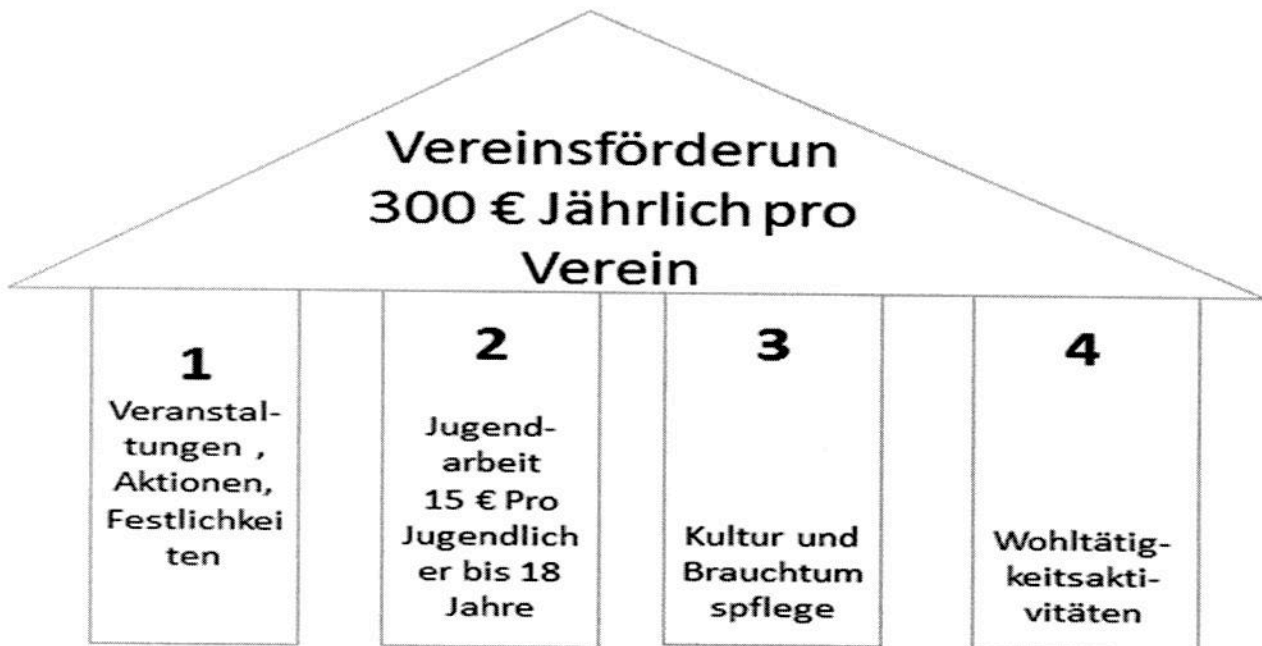 Vereinsförderun
300 € Jährlich pro
Verein
1
Veranstal-
tungen ,
Aktionen,
Festlichkei
ten
2
Jugend-
arbeit
15 € Pro
Jugendlich
er bis 18
Jahre
3
Kultur und
Brauchtum
spflege
4
Wohltätig-
keitsakti-
vitäten